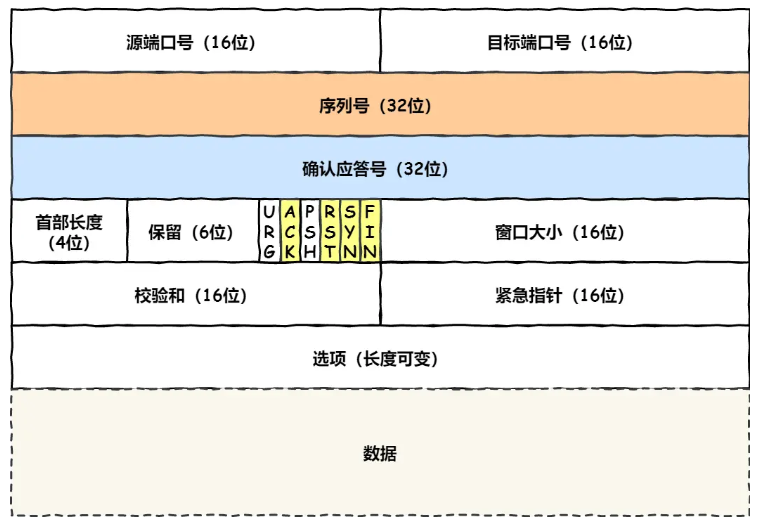 源端口号（16位）
目标端口号（16位）
序列号（32位）
确认应答号（32位）
首部长度
（4位）
保留（6位）
URG
ACK
PSH
RST
SYN
FIN
窗口大小（16位）
校验和（16位）
紧急指针（16位）
选项（长度可变）
数据